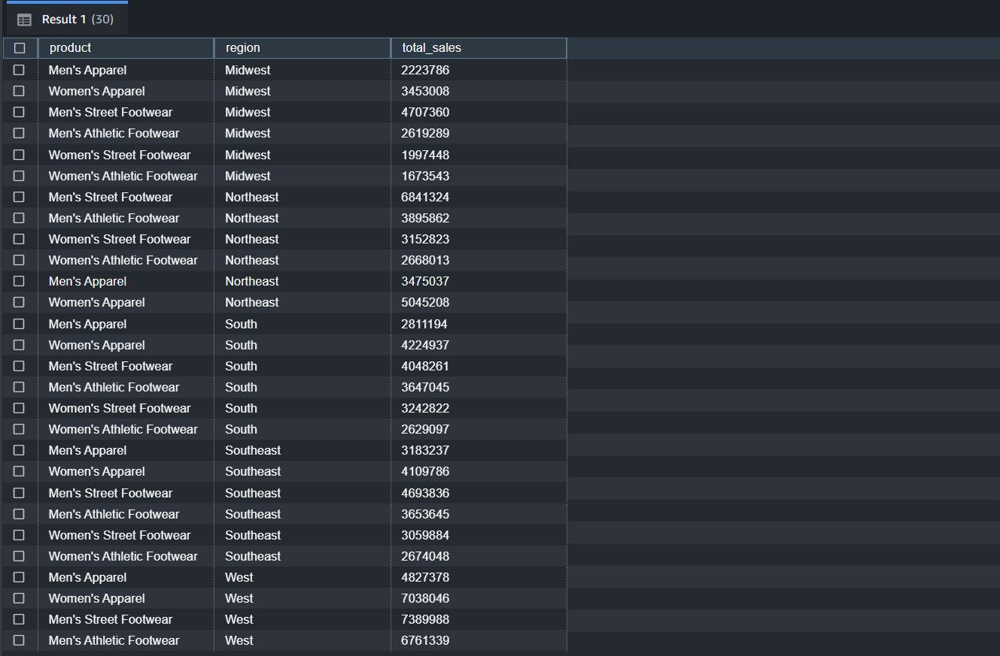 Result 1 (30)
product region total_sales
Men's Apparel Midwest 2223786
Women's Apparel Midwest 3453008
Men's Street Footwear Midwest 4707360
Men's Athletic Footwear Midwest 2619289
Women's Street Footwear Midwest 1997448
Women's Athletic Footwear Midwest 1673543
Men's Street Footwear Northeast 6841324
Men's Athletic Footwear Northeast 3895862
Women's Street Footwear Northeast 3152823
Women's Athletic Footwear Northeast 2668013
Men's Apparel Northeast 3475037
Women's Apparel Northeast 5045208
Men's Apparel South 2811194
Women's Apparel South 4224937
Men's Street Footwear South 4048261
Men's Athletic Footwear South 3647045
Women's Street Footwear South 3242822
Women's Athletic Footwear South 2629097
Men's Apparel Southeast 3183237
Women's Apparel Southeast 4109786
Men's Street Footwear Southeast 4693836
Men's Athletic Footwear Southeast 3653645
Women's Street Footwear Southeast 3059884
Women's Athletic Footwear Southeast 2674048
Men's Apparel West 4827378
Women's Apparel West 7038046
Men's Street Footwear West 7389988
Men's Athletic Footwear West 6761339